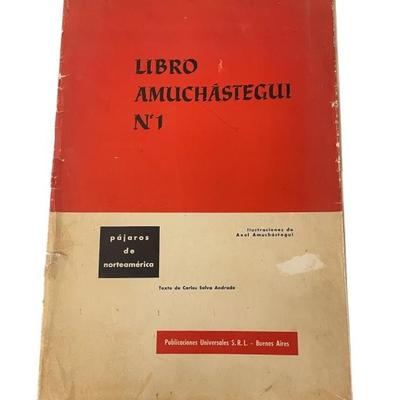 LIBRO
AMUCHÁSTEGUI
Nº1
Ilustraciones de
Axel Amuchástegui
pájaros
de
norteamérica
Texto de Carlos Selva Andrade
Publicaciones Universales S. R. L. – Buenos Aires